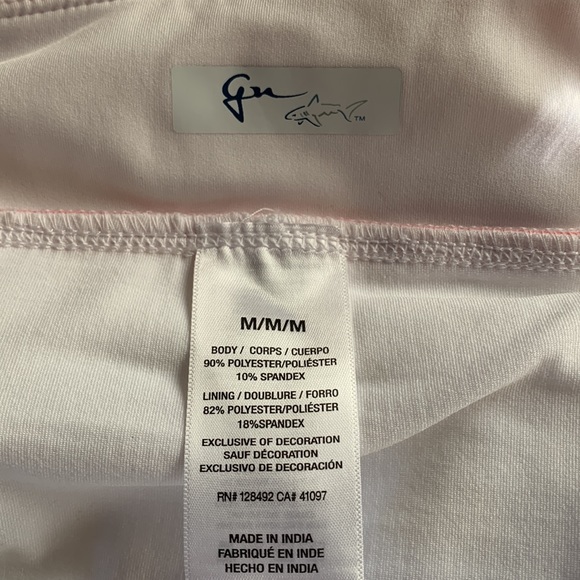 TM
M/M/M
BODY / CORPS / CUERPO
90% POLYESTER/POLIÉSTER
10% SPANDEX
LINING / DOUBLURE / FORRO
82% POLYESTER/POLIÉSTER
18%SPANDEX
EXCLUSIVE OF DECORATION
SAUF DÉCORATION
EXCLUSIVO DE DECORACIÓN
RN# 128492 CA# 41097
MADE IN INDIA
FABRIQUÉ EN INDE
HECHO EN INDIA